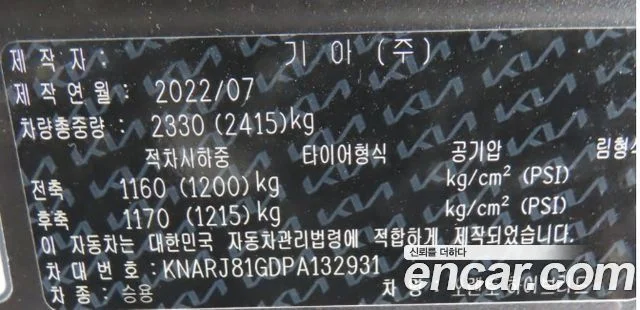 제 작 자 : 기 아 (주)
제 작 연 월 : 2022/07
차량총중량 : 2330 (2415)kg
적차시하중 타이어형식 공기압 림형식
전축 1160 (1200)kg kg/cm² (PSI)
후축 1170 (1215)kg kg/cm² (PSI)
이 자동차는 대한민국 자동차관리법령에 적합하게 제작되었습니다.
차 대 번 호 : KNARJ81GDPA132931
차 종 : 승용
신뢰를 더하다
encar.com